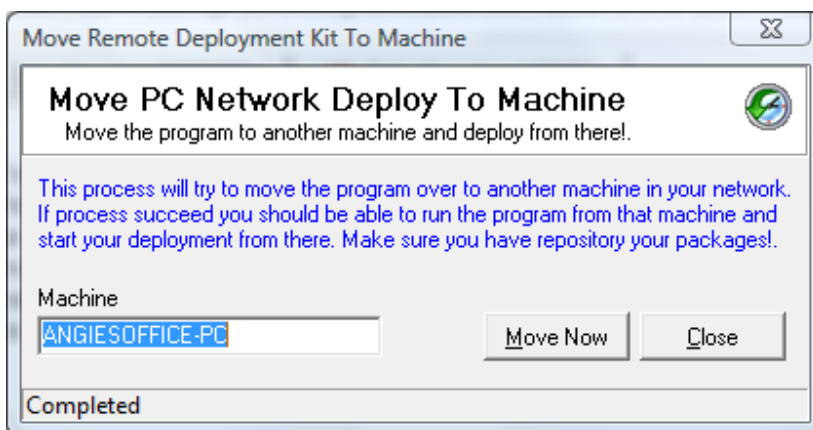 Move Remote Deployment Kit To Machine
Move PC Network Deploy To Machine
Move the program to another machine and deploy from there!.
This process will try to move the program over to another machine in your network.
If process succeed you should be able to run the program from that machine and
start your deployment from there. Make sure you have repository your packages!.
Machine
ANGIESOFFICE-PC
Move Now
Close
Completed